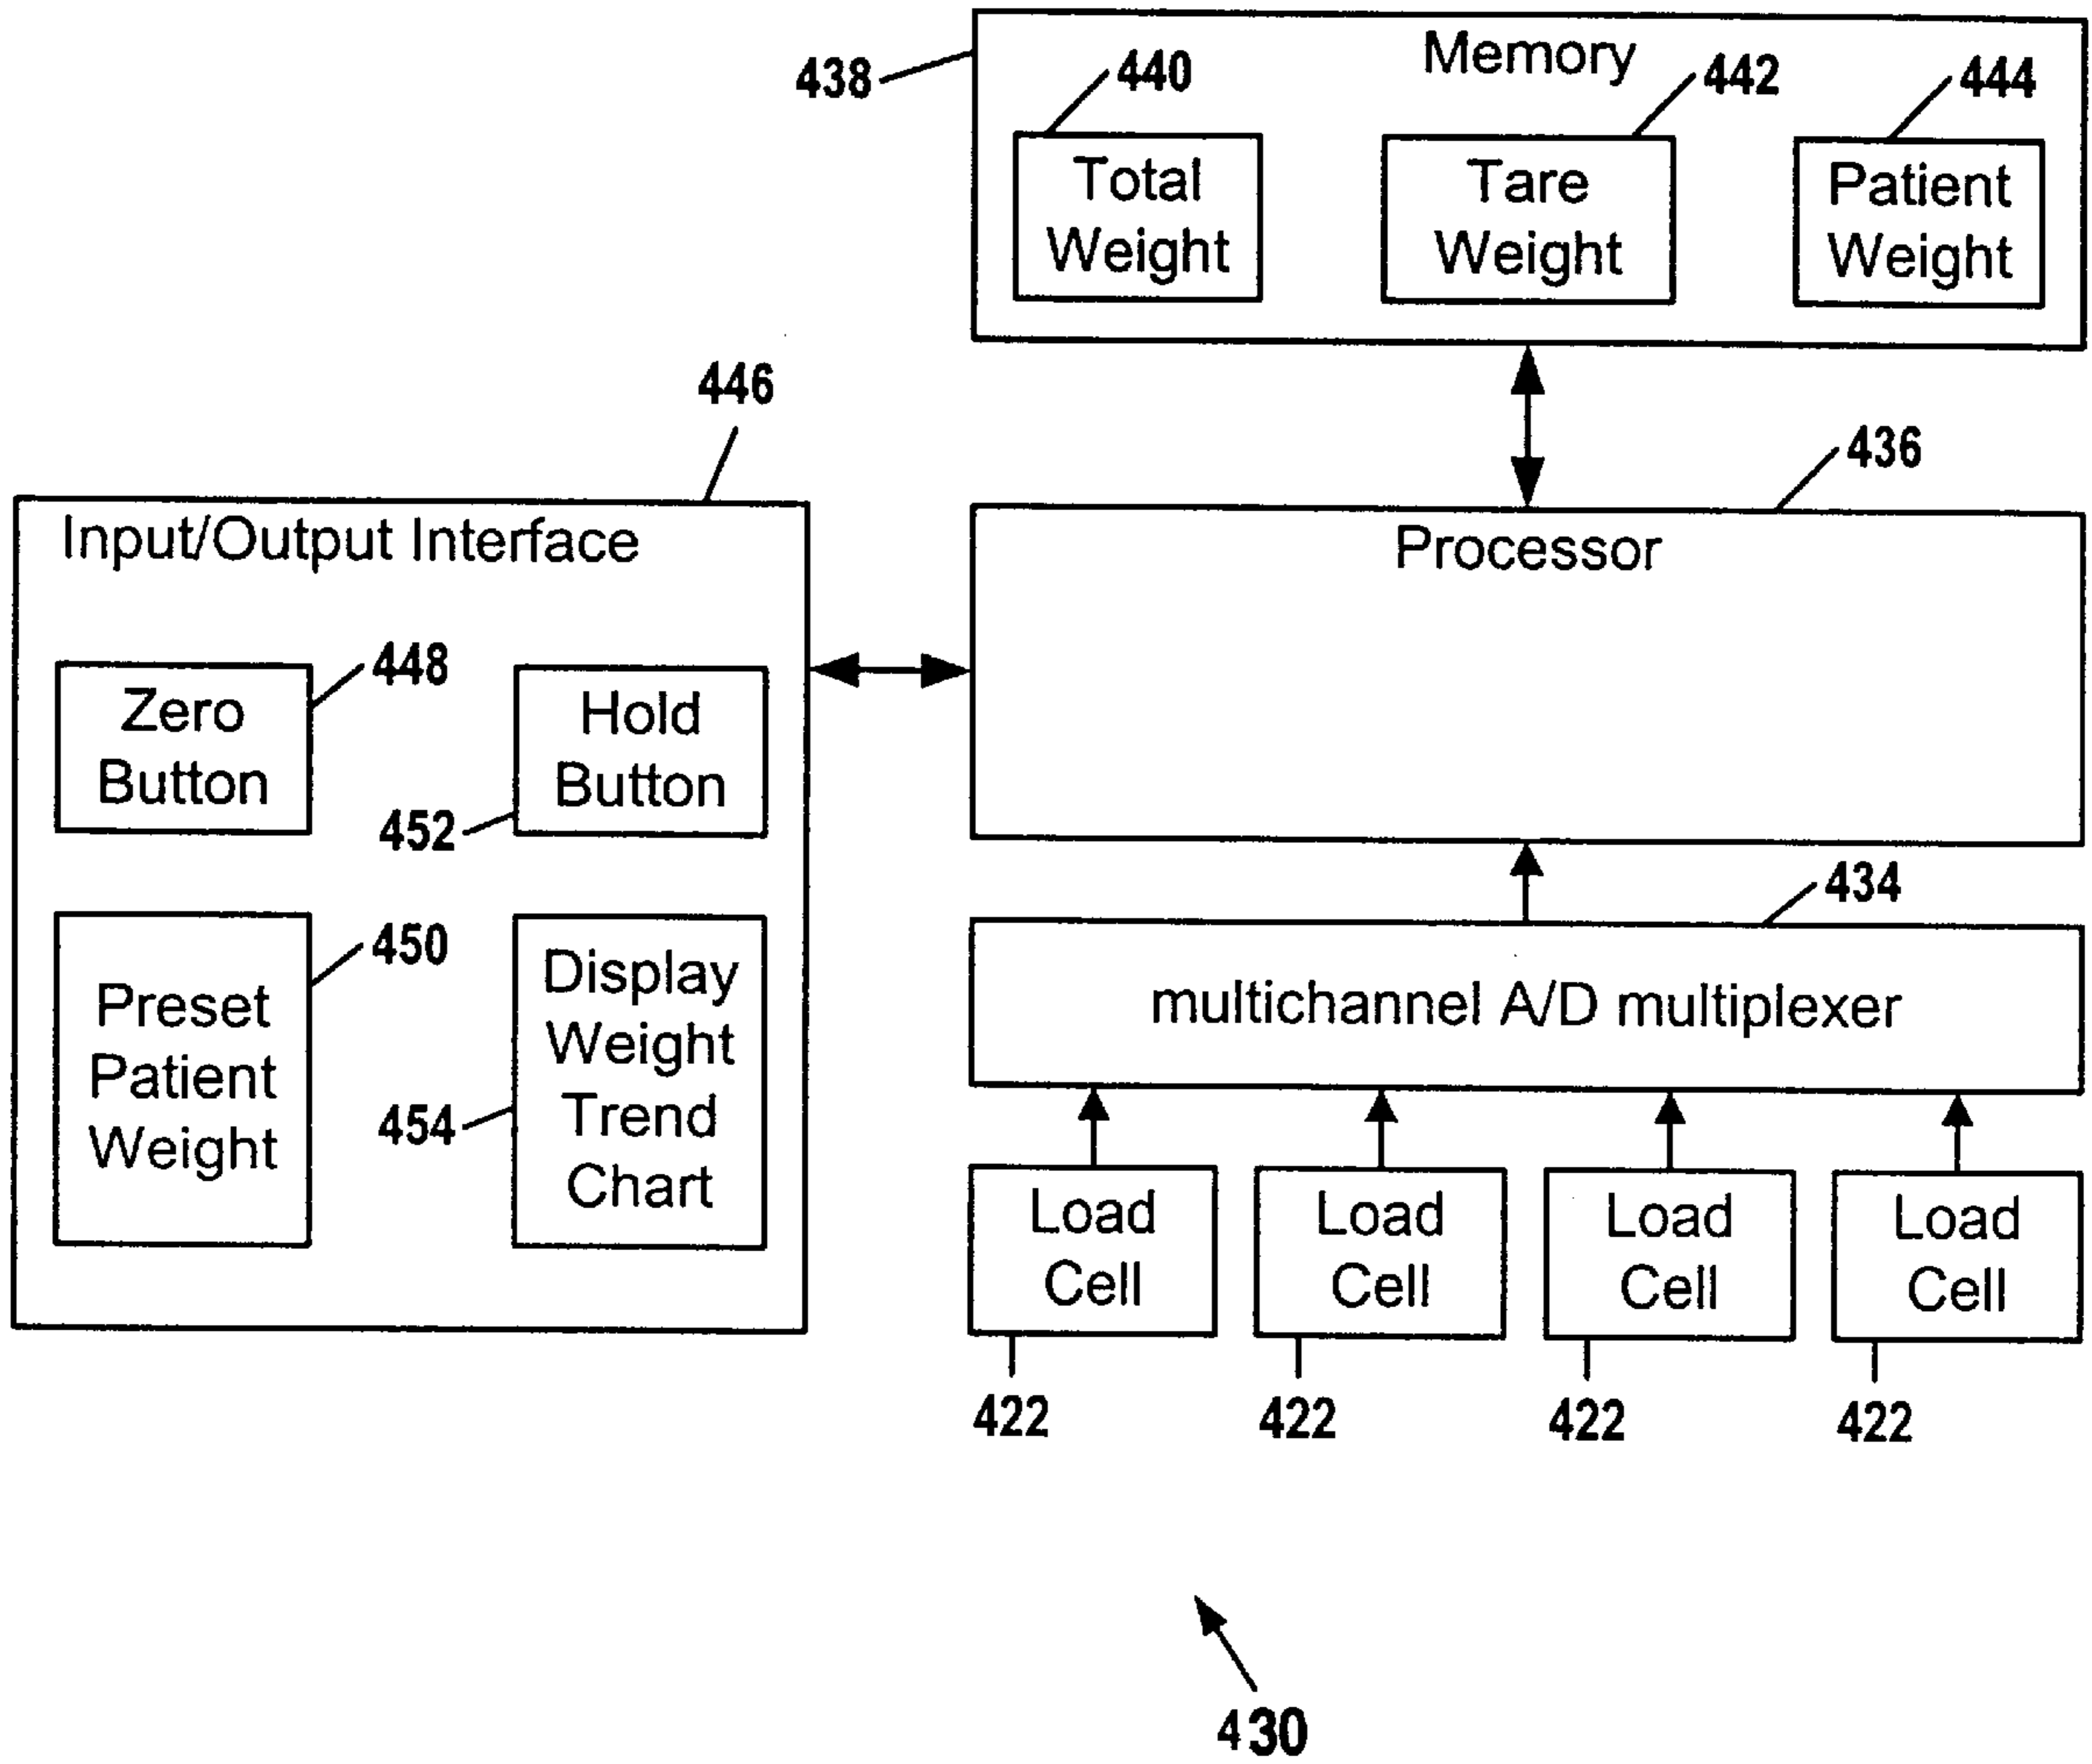 Memory
438
440
442
444
Total
Weight
Tare
Weight
Patient
Weight
446
436
Input/Output Interface
Processor
448
Zero
Button
Hold
Button
452
434
450
Preset
Patient
Weight
Display
Weight
Trend
Chart
454
multichannel A/D multiplexer
Load
Cell
Load
Cell
Load
Cell
Load
Cell
422
422
422
422
430